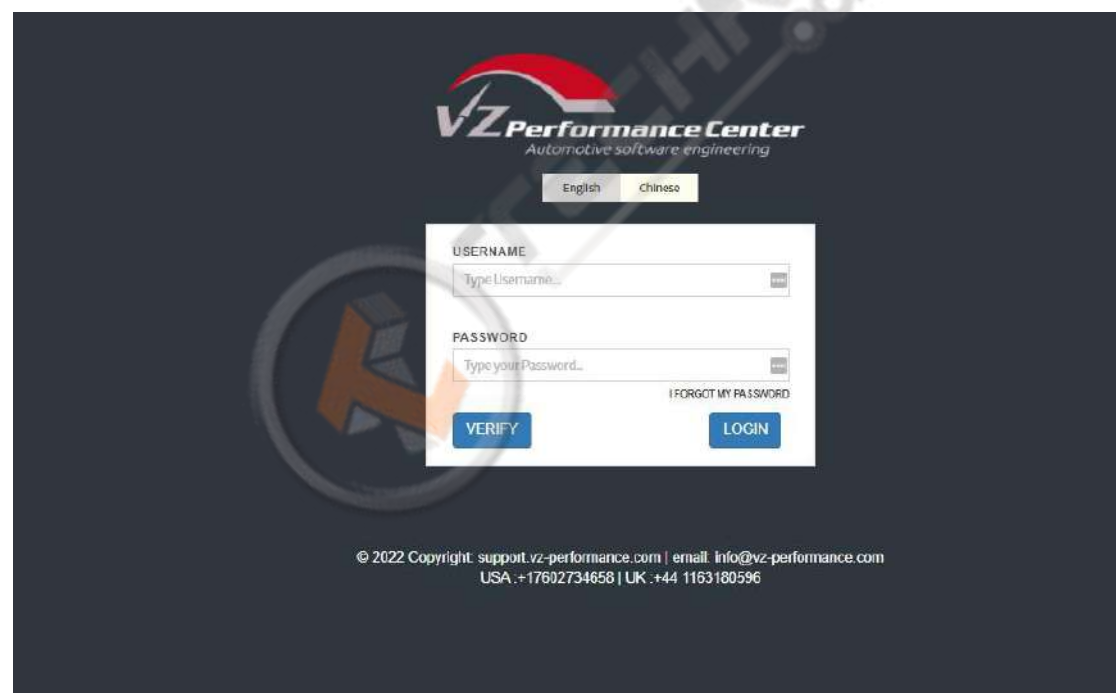 VZ Performance Center
Automotive software engineering
English Chinese
USERNAME
Type Username...
PASSWORD
Type your Password...
I FORGOT MY PASSWORD
VERIFY LOGIN
© 2022 Copyright: support.vz-performance.com | email: info@vz-performance.com
USA :+17602734658 | UK :+44 1163180596